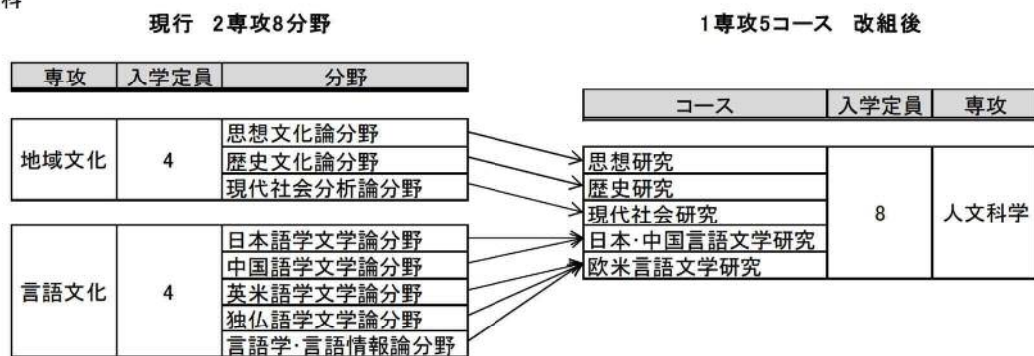 科
現行 2専攻8分野
1専攻5コース 改組後
専攻 入学定員 分野
地域文化 4 思想文化論分野
歴史文化論分野
現代社会分析論分野
言語文化 4 日本語学文学論分野
中国語学文学論分野
英米語学文学論分野
独仏語学文学論分野
言語学・言語情報論分野
コース 入学定員 専攻
思想研究 8 人文科学
歴史研究
現代社会研究
日本・中国言語文学研究
欧米言語文学研究